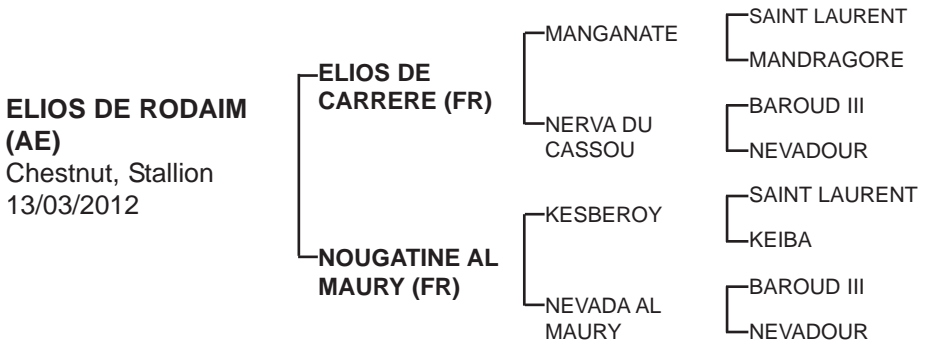 ELIOS DE RODAIM
(AE)
Chestnut, Stallion
13/03/2012
ELIOS DE
CARRERE (FR)
NOUGATINE AL
MAURY (FR)
MANGANATE
NERVA DU
CASSOU
KESBEROY
NEVADA AL
MAURY
SAINT LAURENT
MANDRAGORE
BAROUD III
NEVADOUR
SAINT LAURENT
KEIBA
BAROUD III
NEVADOUR